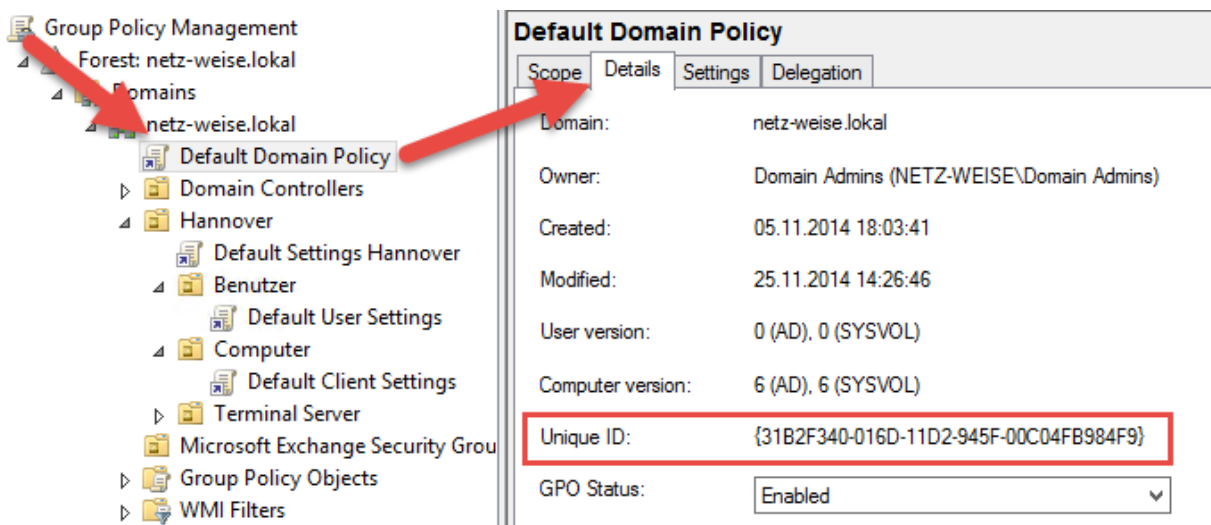 Group Policy Management
Forest: netz-weise.lokal
Domains
netz-weise.lokal
Default Domain Policy
Domain Controllers
Hannover
Default Settings Hannover
Benutzer
Default User Settings
Computer
Default Client Settings
Terminal Server
Microsoft Exchange Security Grou
Group Policy Objects
WMI Filters
Default Domain Policy
Scope Details Settings Delegation
Domain: netz-weise.lokal
Owner: Domain Admins (NETZ-WEISE\Domain Admins)
Created: 05.11.2014 18:03:41
Modified: 25.11.2014 14:26:46
User version: 0 (AD), 0 (SYSVOL)
Computer version: 6 (AD), 6 (SYSVOL)
Unique ID: {31B2F340-016D-11D2-945F-00C04FB984F9}
GPO Status: Enabled